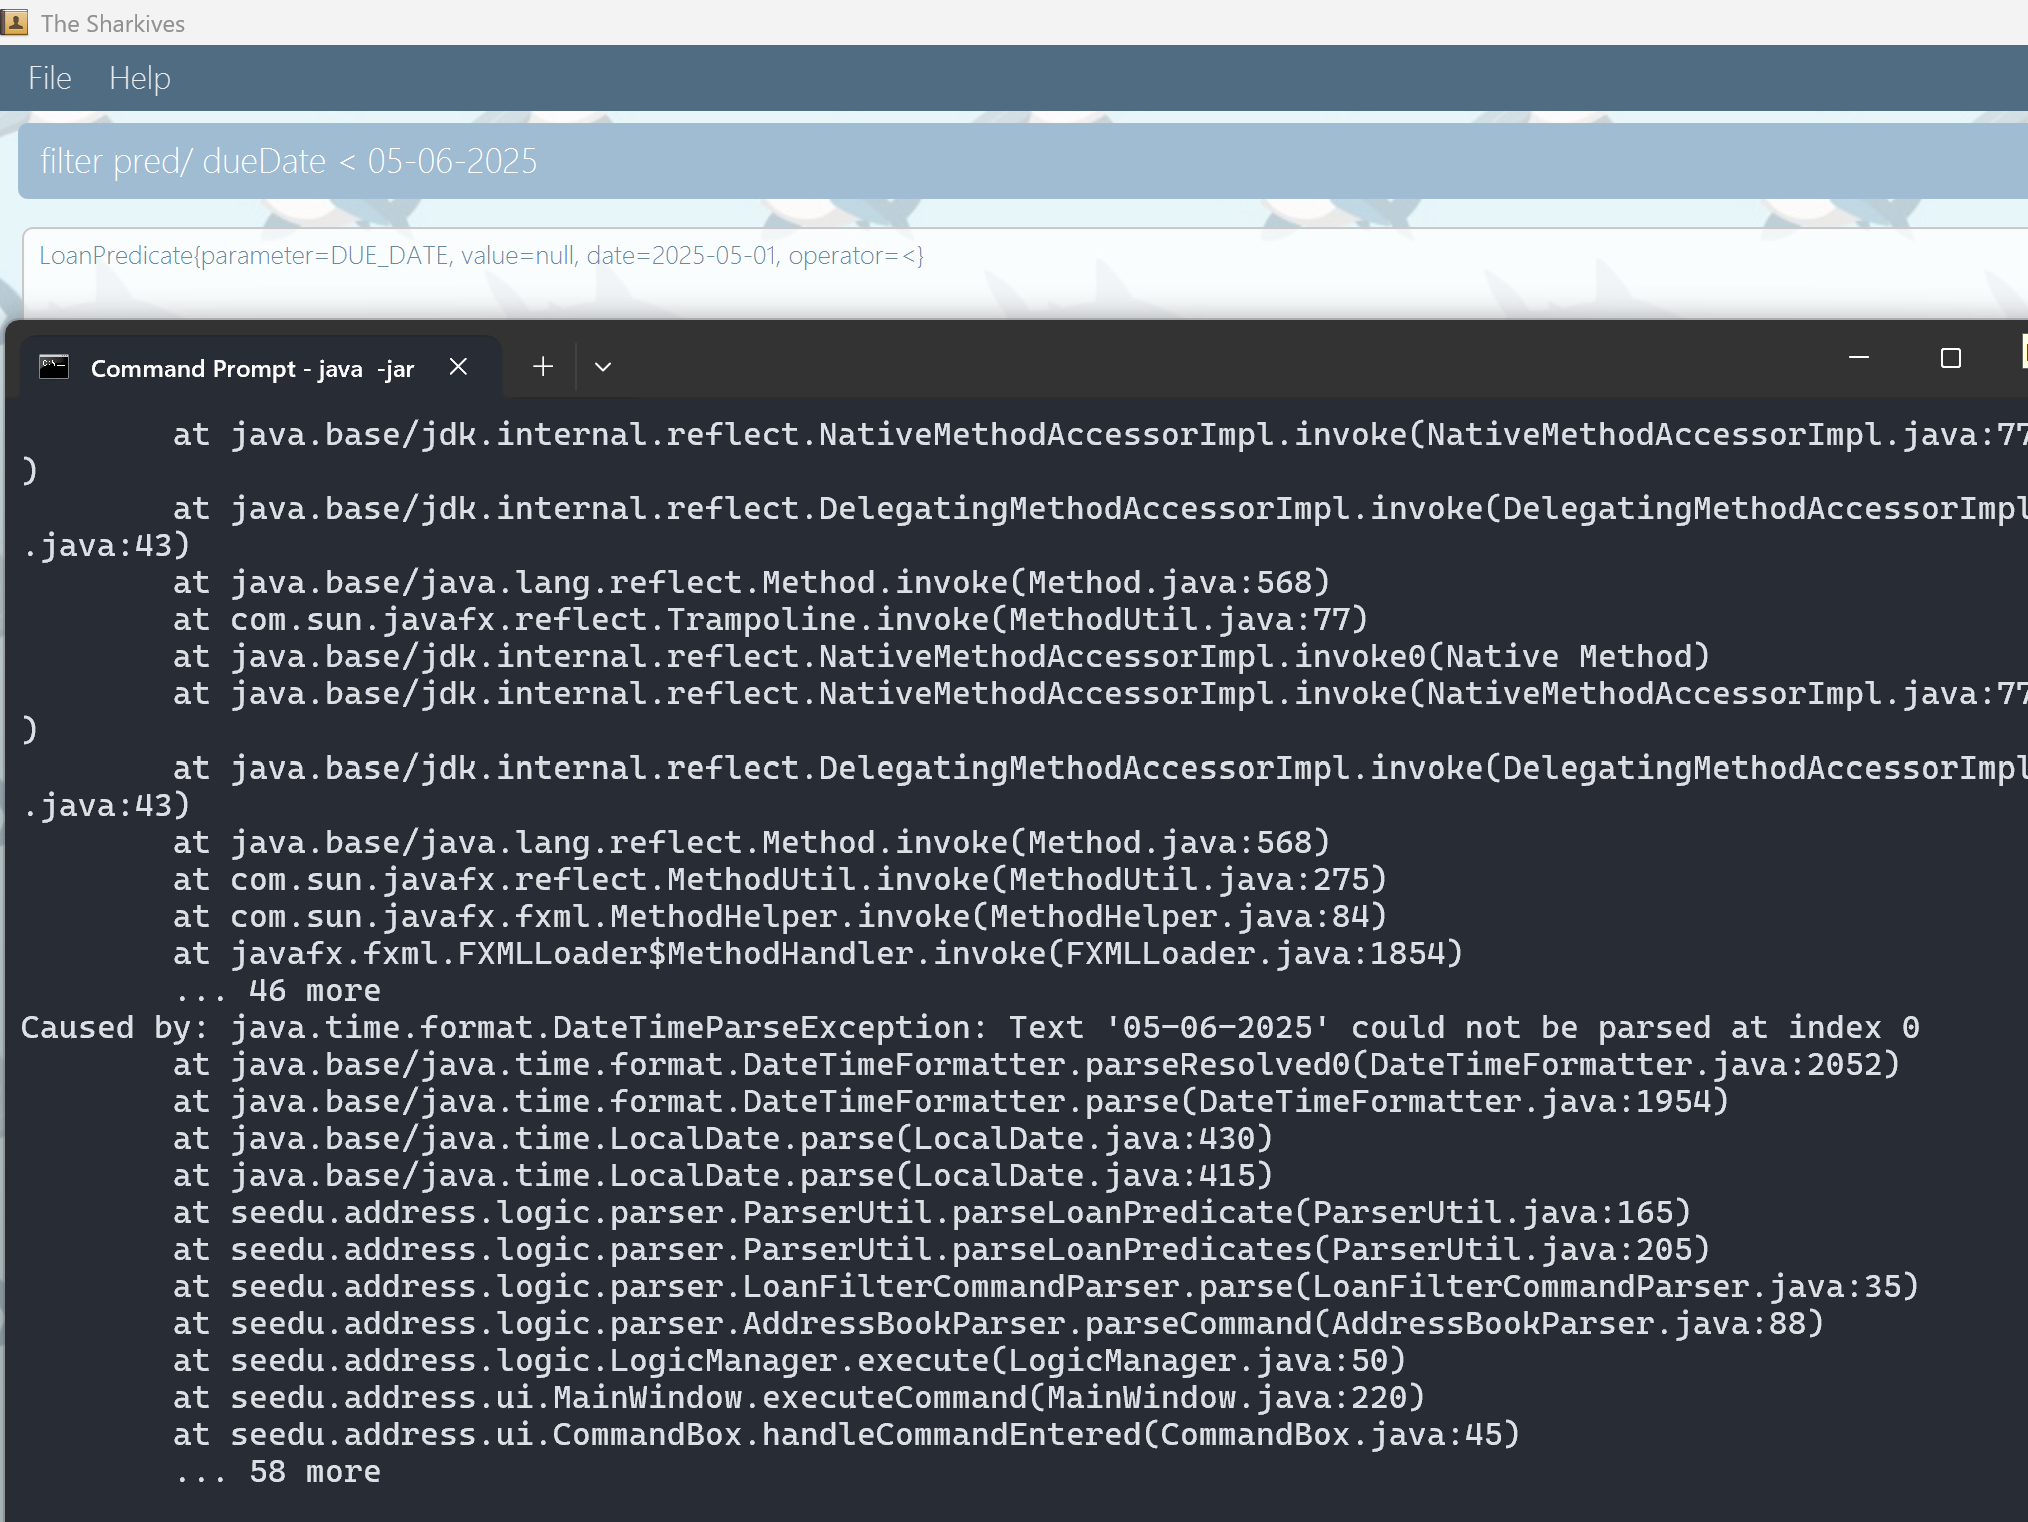 The Sharkives
File Help
filter pred/ dueDate < 05-06-2025
LoanPredicate{parameter=DUE_DATE, value=null, date=2025-05-01, operator=<}
Command Prompt - java -jar
at java.base/jdk.internal.reflect.NativeMethodAccessorImpl.invoke(NativeMethodAccessorImpl.java:77
)
at java.base/jdk.internal.reflect.DelegatingMethodAccessorImpl.invoke(DelegatingMethodAccessorImpl
.java:43)
at java.base/java.lang.reflect.Method.invoke(Method.java:568)
at com.sun.javafx.reflect.Trampoline.invoke(MethodUtil.java:77)
at java.base/jdk.internal.reflect.NativeMethodAccessorImpl.invoke0(Native Method)
at java.base/jdk.internal.reflect.NativeMethodAccessorImpl.invoke(NativeMethodAccessorImpl.java:77
)
at java.base/jdk.internal.reflect.DelegatingMethodAccessorImpl.invoke(DelegatingMethodAccessorImpl
.java:43)
at java.base/java.lang.reflect.Method.invoke(Method.java:568)
at com.sun.javafx.reflect.MethodUtil.invoke(MethodUtil.java:275)
at com.sun.javafx.fxml.MethodHelper.invoke(MethodHelper.java:84)
at javafx.fxml.FXMLLoader$MethodHandler.invoke(FXMLLoader.java:1854)
... 46 more
Caused by: java.time.format.DateTimeParseException: Text '05-06-2025' could not be parsed at index 0
at java.base/java.time.format.DateTimeFormatter.parseResolved0(DateTimeFormatter.java:2052)
at java.base/java.time.format.DateTimeFormatter.parse(DateTimeFormatter.java:1954)
at java.base/java.time.LocalDate.parse(LocalDate.java:430)
at java.base/java.time.LocalDate.parse(LocalDate.java:415)
at seedu.address.logic.parser.ParserUtil.parseLoanPredicate(ParserUtil.java:165)
at seedu.address.logic.parser.ParserUtil.parseLoanPredicates(ParserUtil.java:205)
at seedu.address.logic.parser.LoanFilterCommandParser.parse(LoanFilterCommandParser.java:35)
at seedu.address.logic.parser.AddressBookParser.parseCommand(AddressBookParser.java:88)
at seedu.address.logic.LogicManager.execute(LogicManager.java:50)
at seedu.address.ui.MainWindow.executeCommand(MainWindow.java:220)
at seedu.address.ui.CommandBox.handleCommandEntered(CommandBox.java:45)
... 58 more